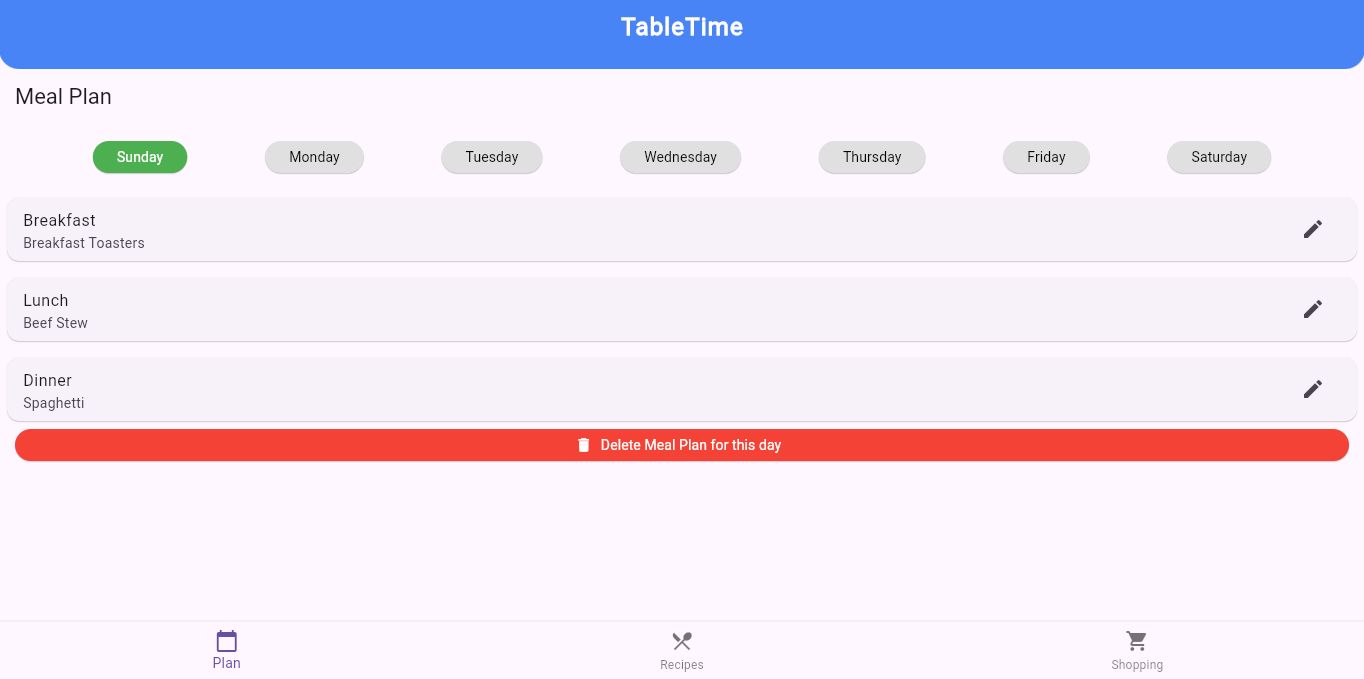 TableTime
Meal Plan
Sunday Monday Tuesday Wednesday Thursday Friday Saturday
Breakfast
Breakfast Toasters
Lunch
Beef Stew
Dinner
Spaghetti
Delete Meal Plan for this day
Plan Recipes Shopping